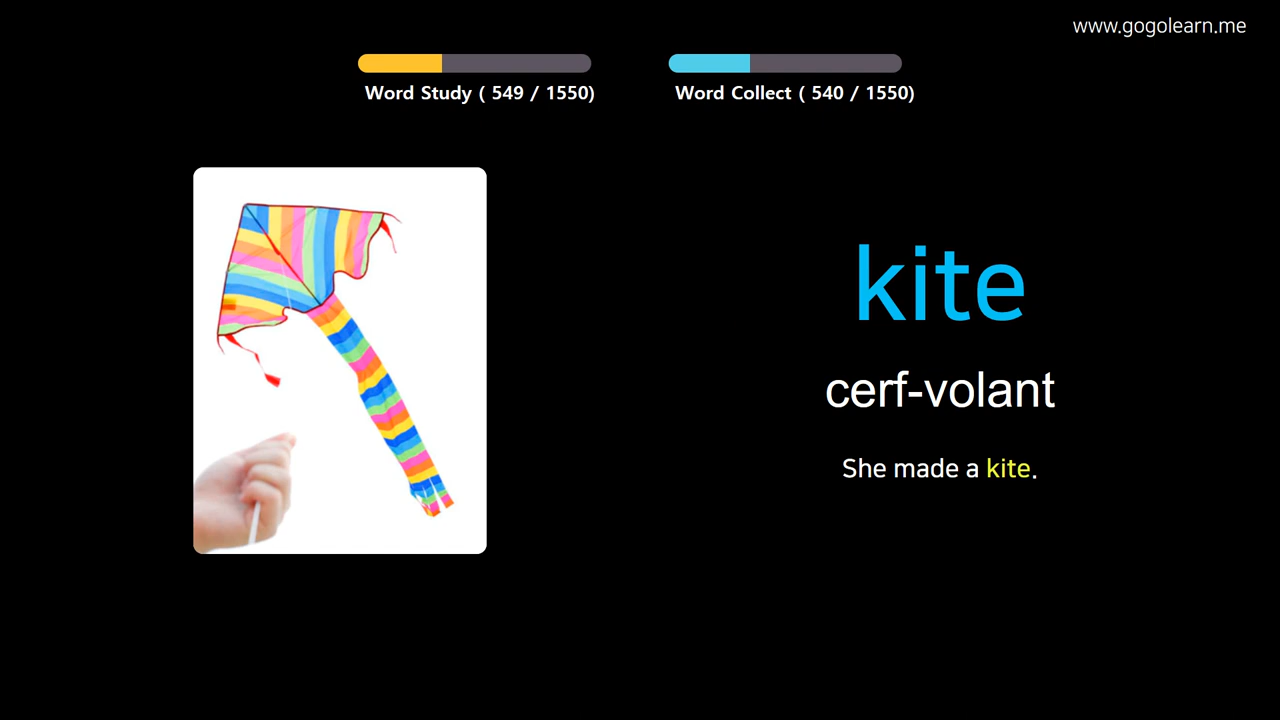 www.gogolearn.me
Word Study ( 549 / 1550)
Word Collect ( 540 / 1550)
kite
cerf-volant
She made a kite.